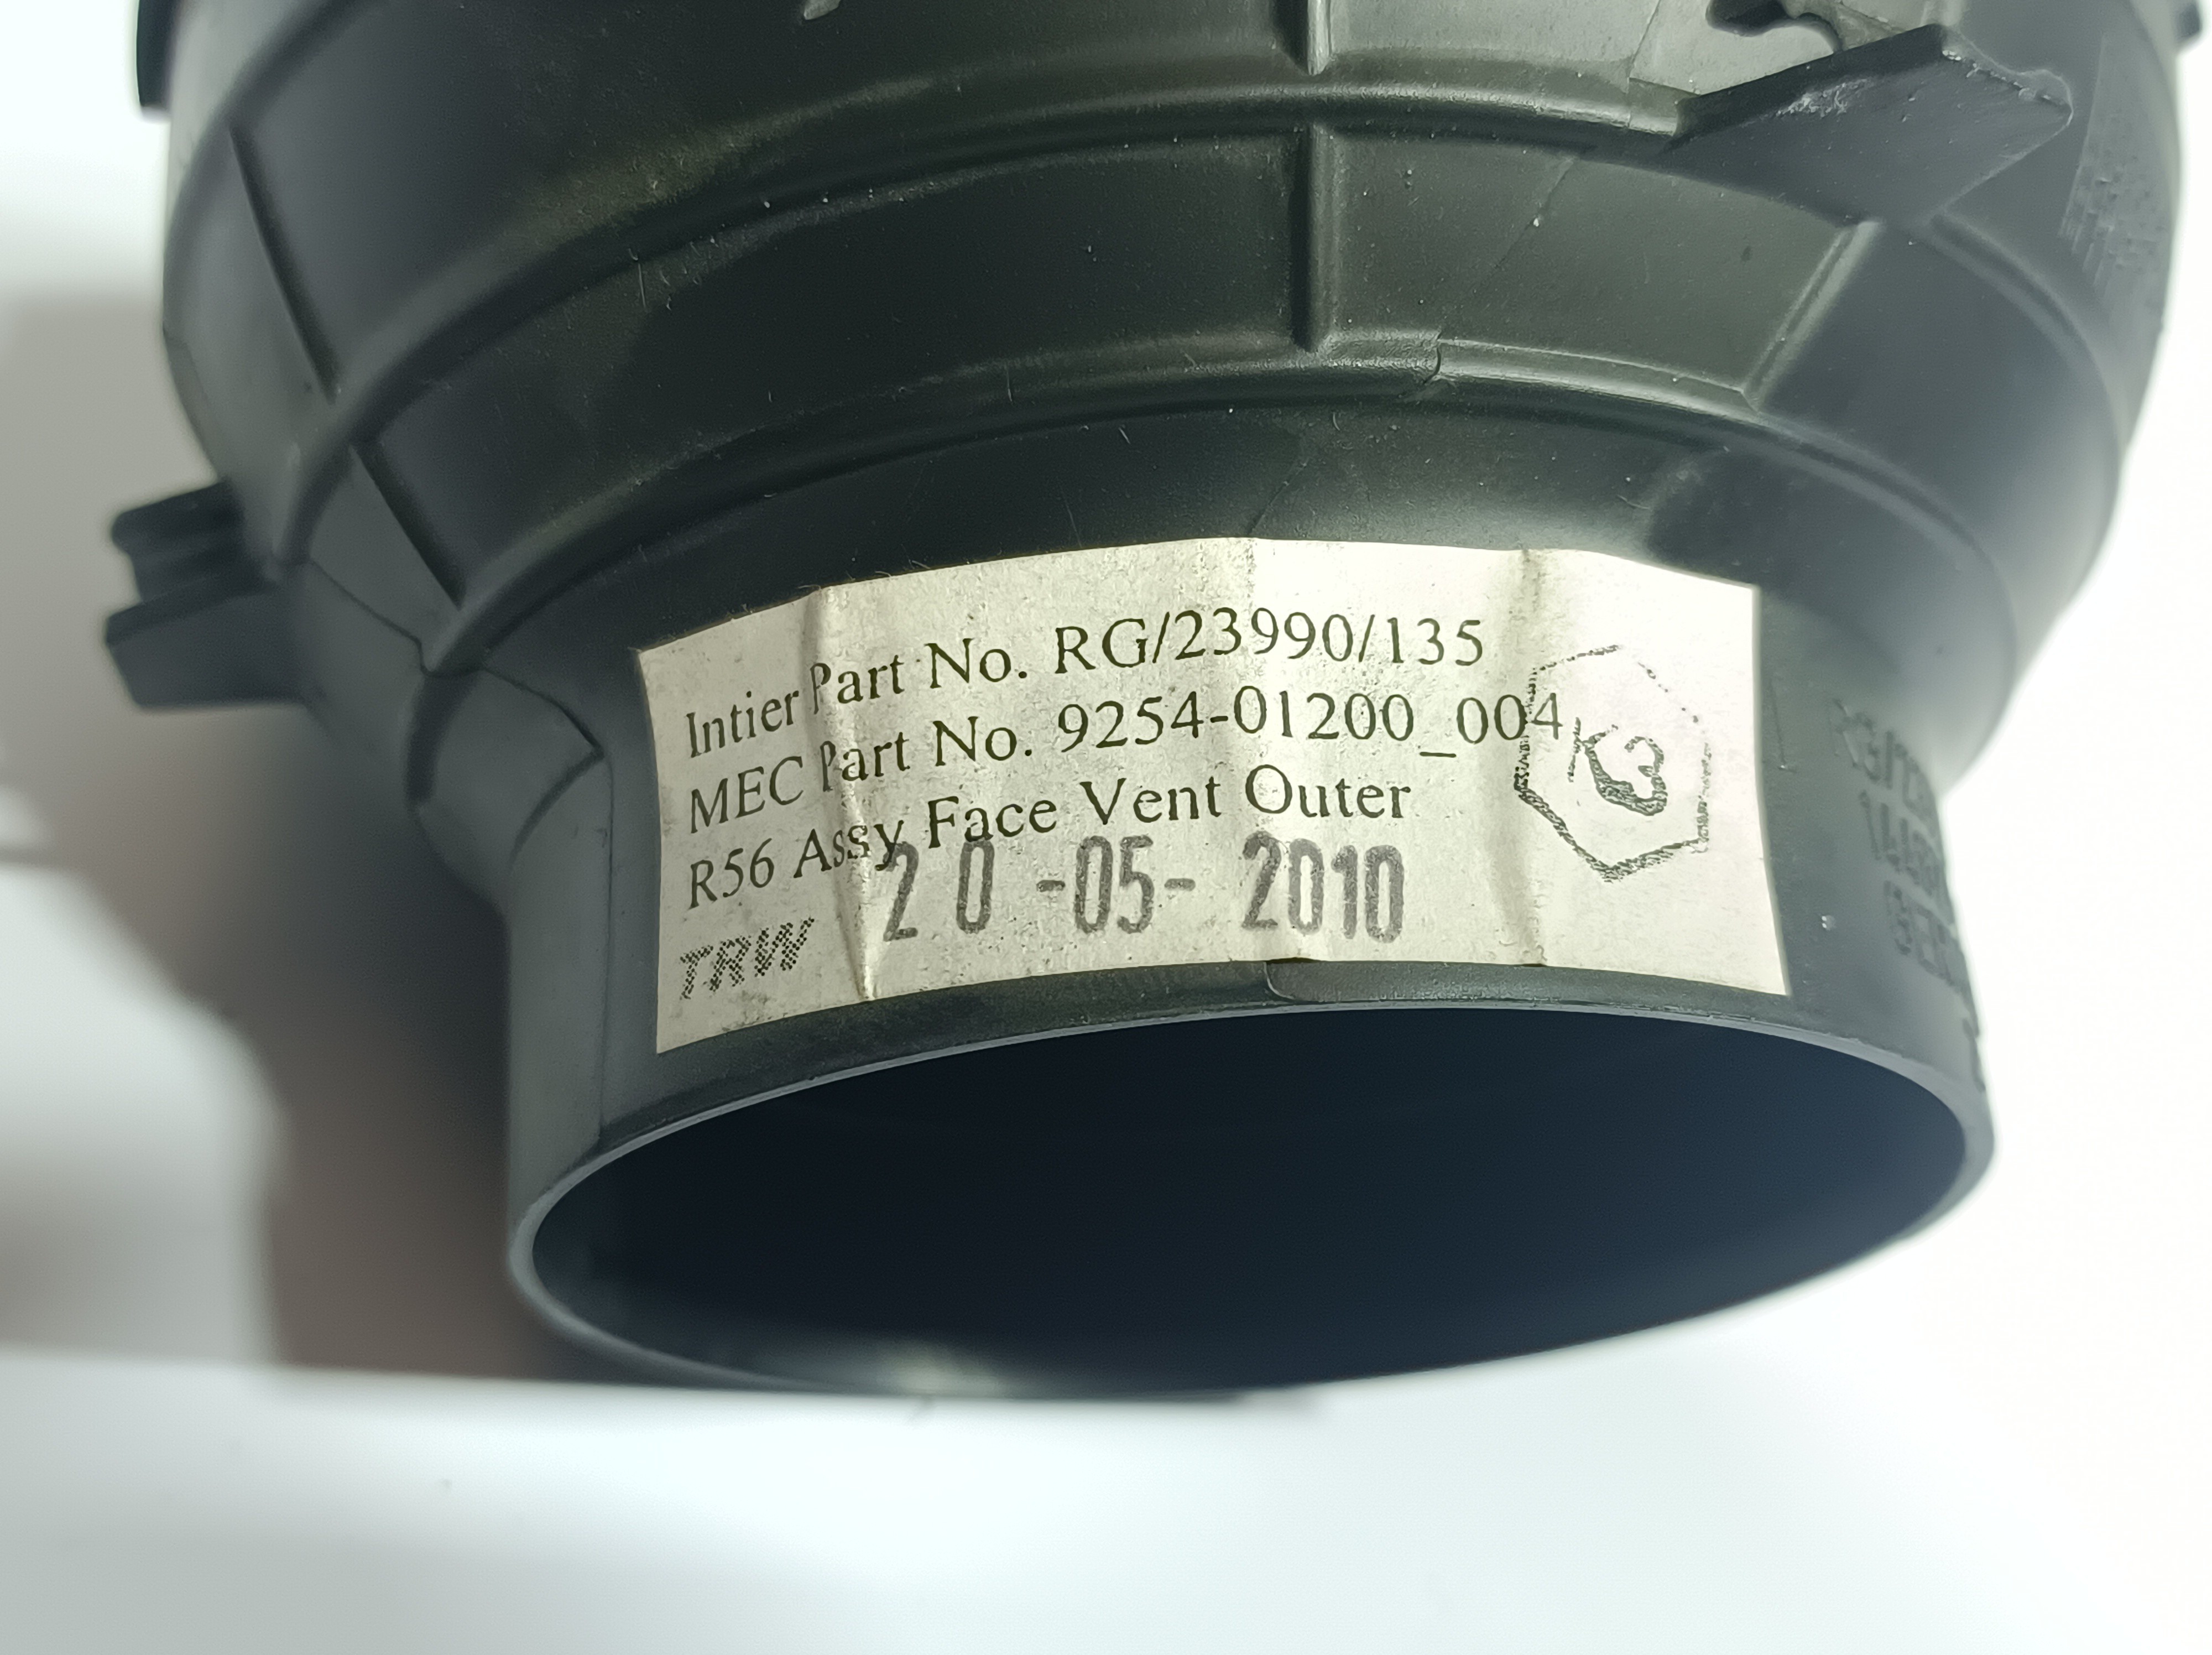 Intier Part No. RG/23990/135
MEC Part No. 9254-01200_004
R56 Assy Face Vent Outer
20-05-2010
TRW
K3